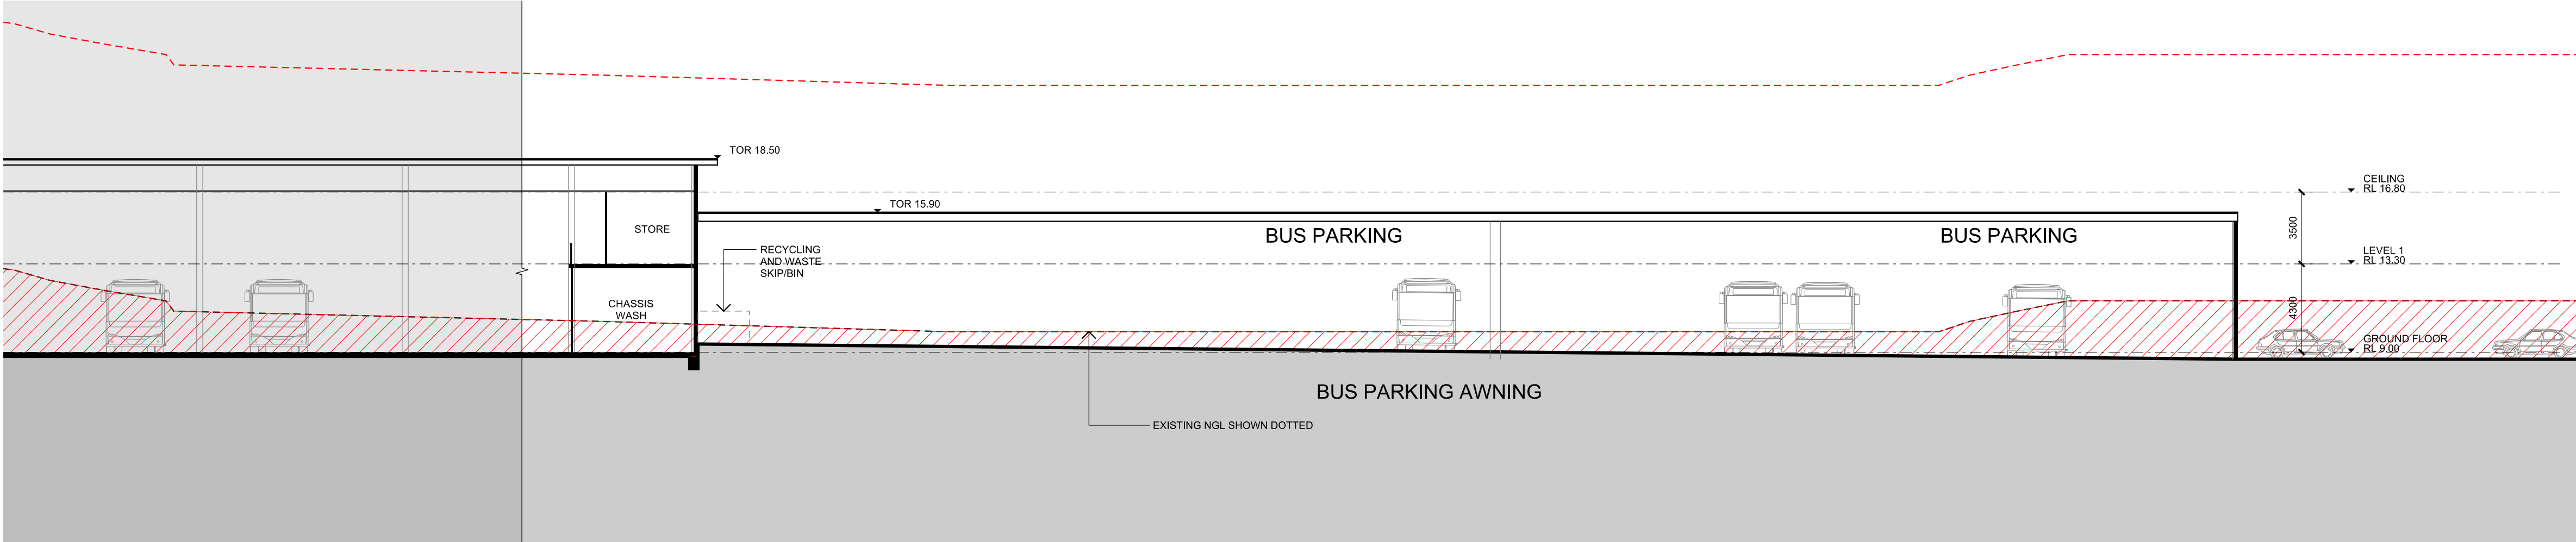 TOR 18.50
CEILING
RL 16.80
TOR 15.90
STORE
BUS PARKING
BUS PARKING
3500
RECYCLING
AND WASTE
SKIP/BIN
LEVEL 1
RL 13.30
CHASSIS
WASH
4300
GROUND FLOOR
RL 9.00
BUS PARKING AWNING
EXISTING NGL SHOWN DOTTED